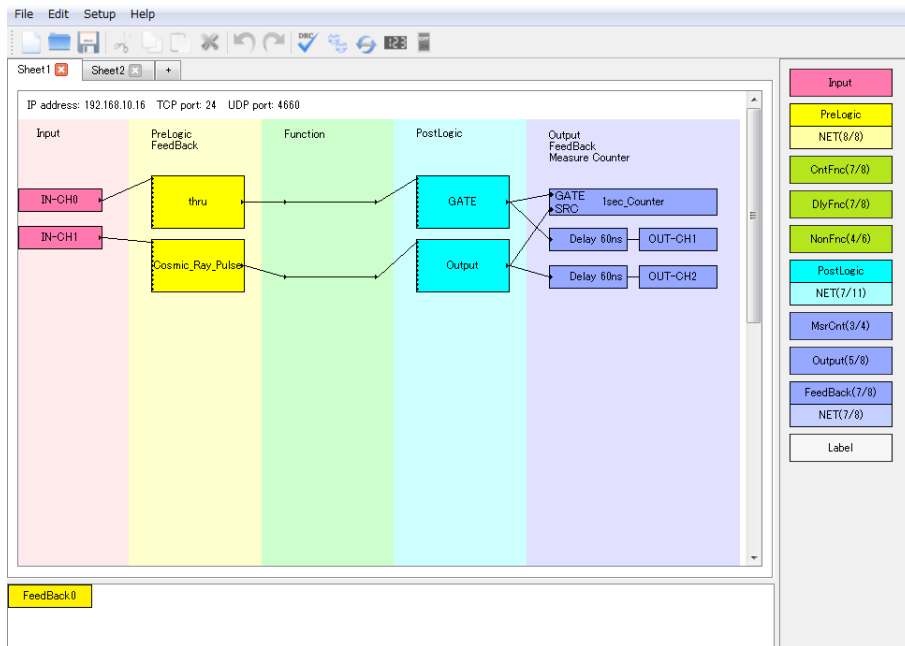 File Edit Setup Help
DRC 123 OFF
Sheet1 Sheet2 +
IP address: 192.168.10.16 TCP port: 24 UDP port: 4660
Input PreLogic Function PostLogic Output
FeedBack FeedBack
Measure Counter
IN-CH0 thru GATE GATE 1sec_Counter
SRC
IN-CH1 Cosmic_Ray_Pulse Output Delay 60ns OUT-CH1
Delay 60ns OUT-CH2
Input
PreLogic
NET(8/8)
CntFnc(7/8)
DlyFnc(7/8)
NonFnc(4/6)
PostLogic
NET(7/11)
MsrCnt(3/4)
Output(5/8)
FeedBack(7/8)
NET(7/8)
Label
FeedBack0